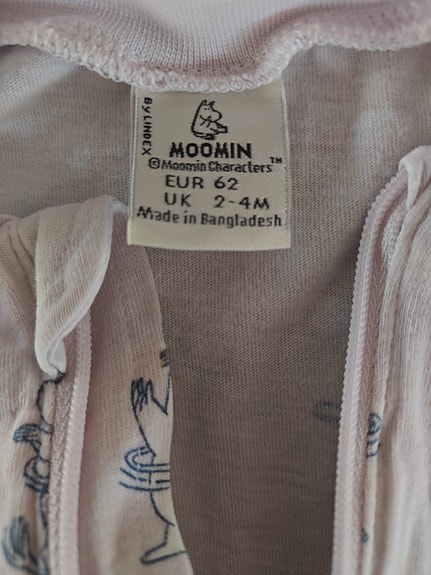 By LINDEX
MOOMIN
©Moomin Characters™
EUR 62
UK 2-4M
Made in Bangladesh